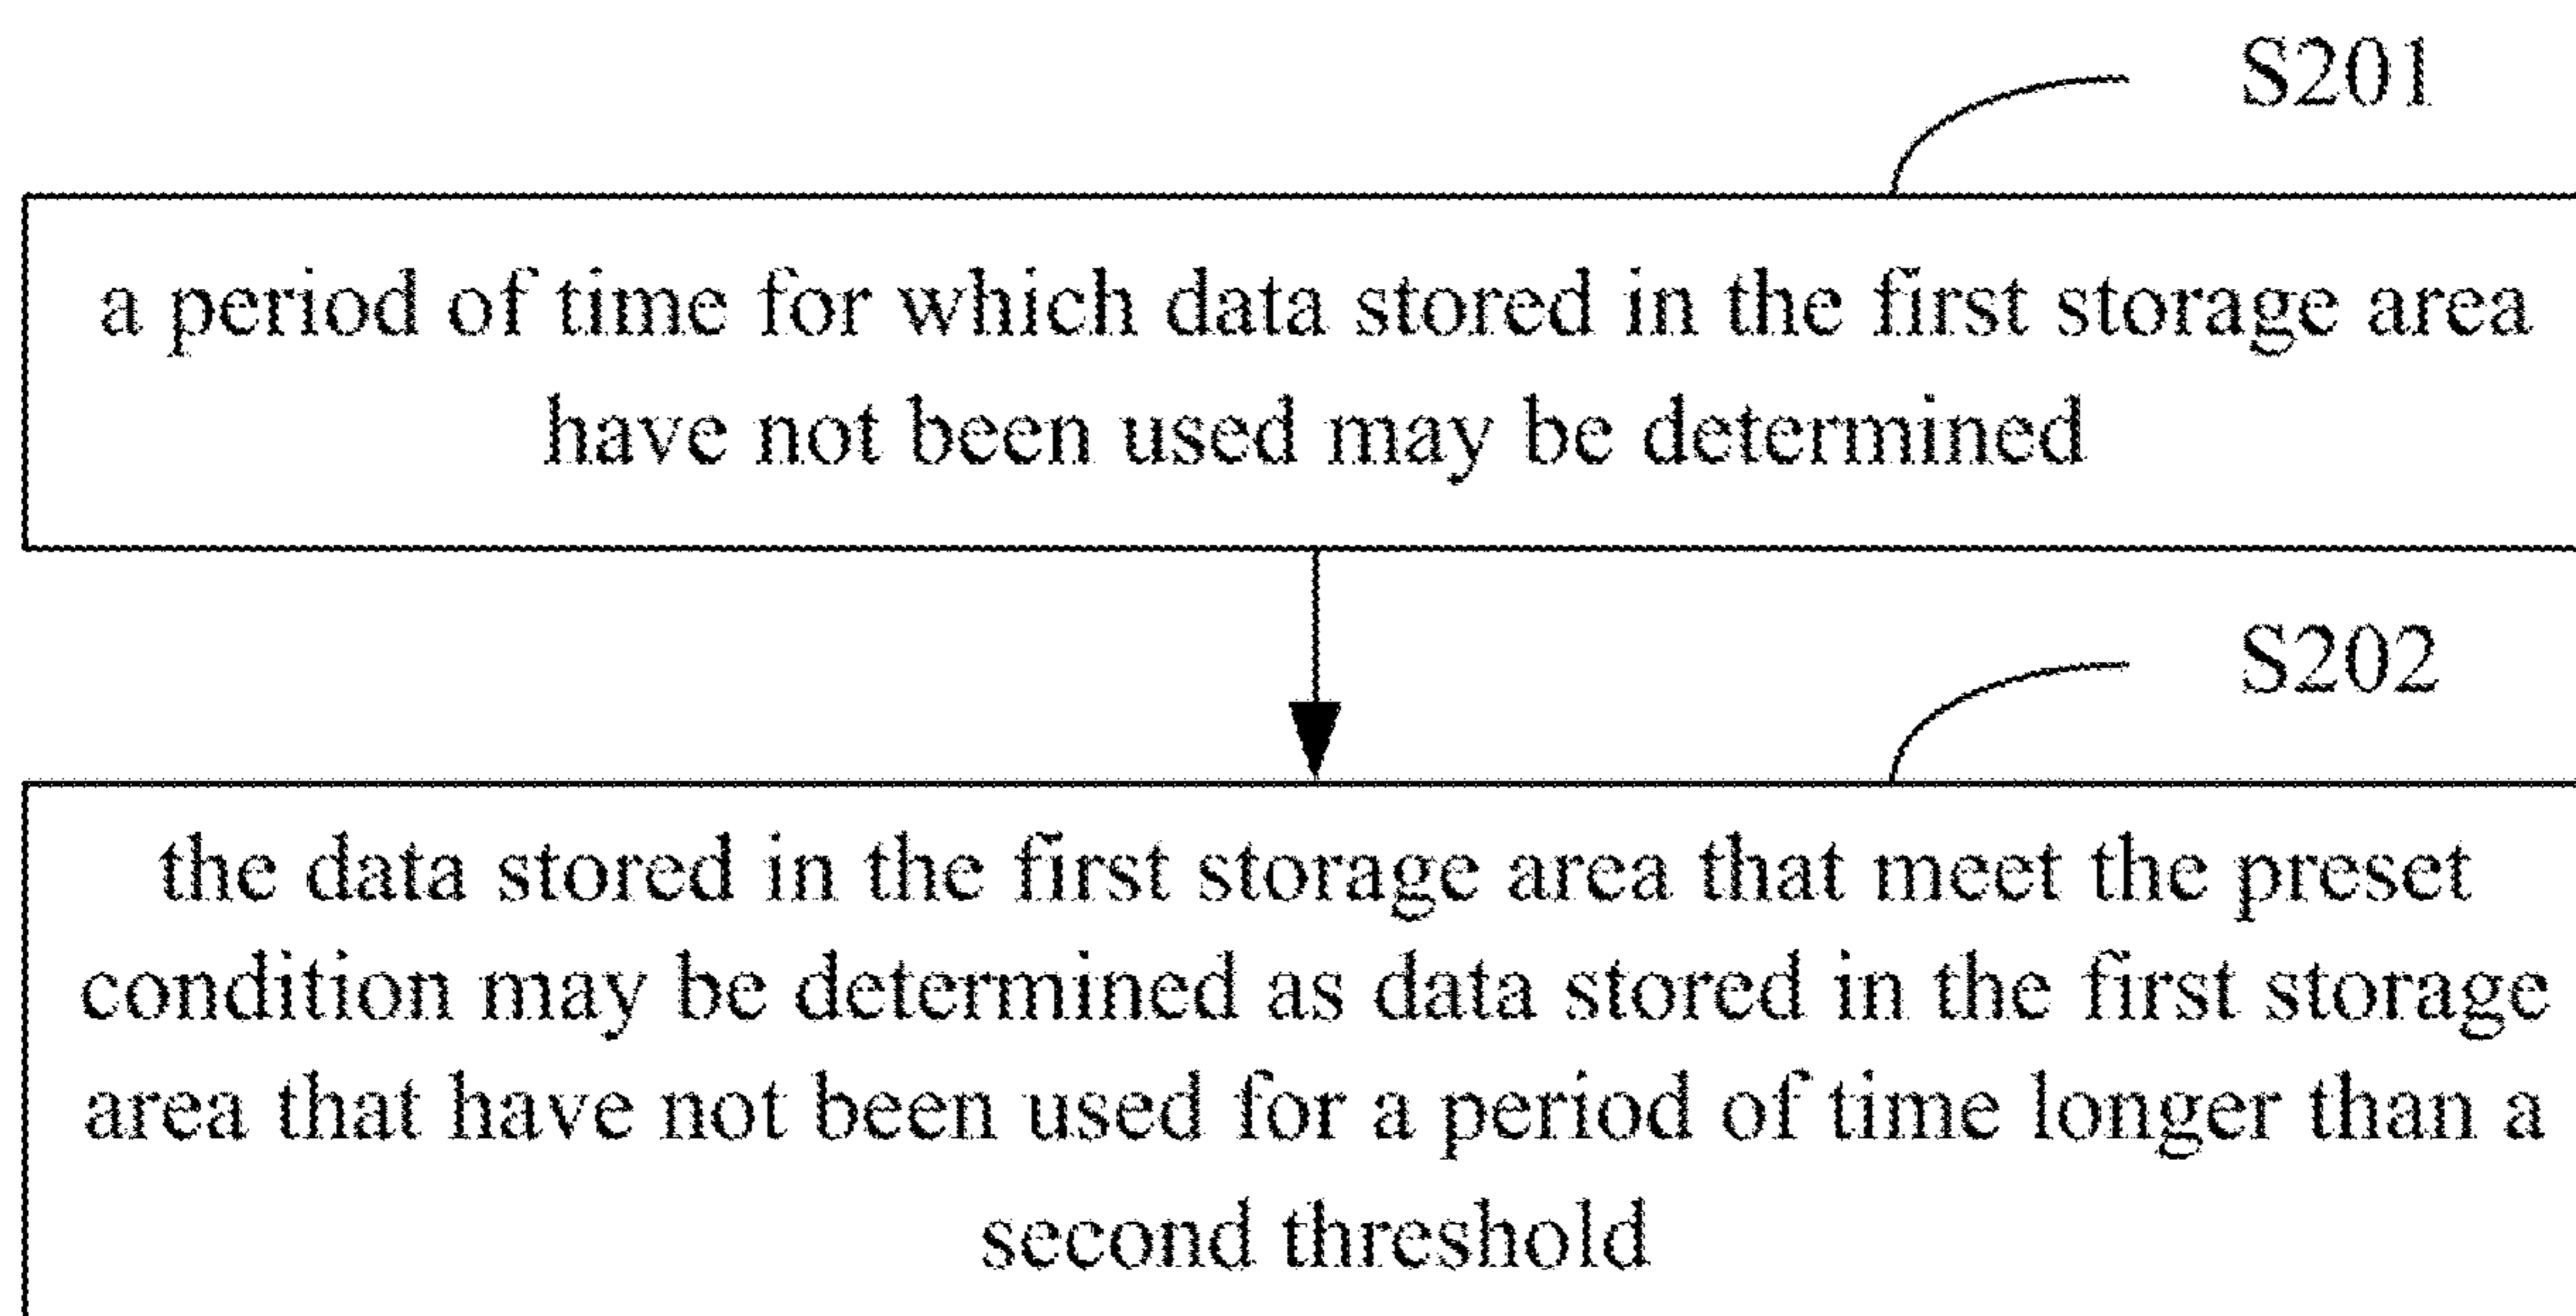 S201
a period of time for which data stored in the first storage area
have not been used may be determined
S202
the data stored in the first storage area that meet the preset
condition may be determined as data stored in the first storage
area that have not been used for a period of time longer than a
second threshold